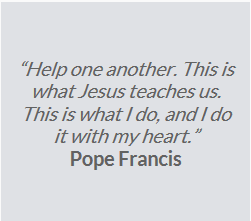 “Help one another. This is
what Jesus teaches us.
This is what I do, and I do
it with my heart.”
Pope Francis